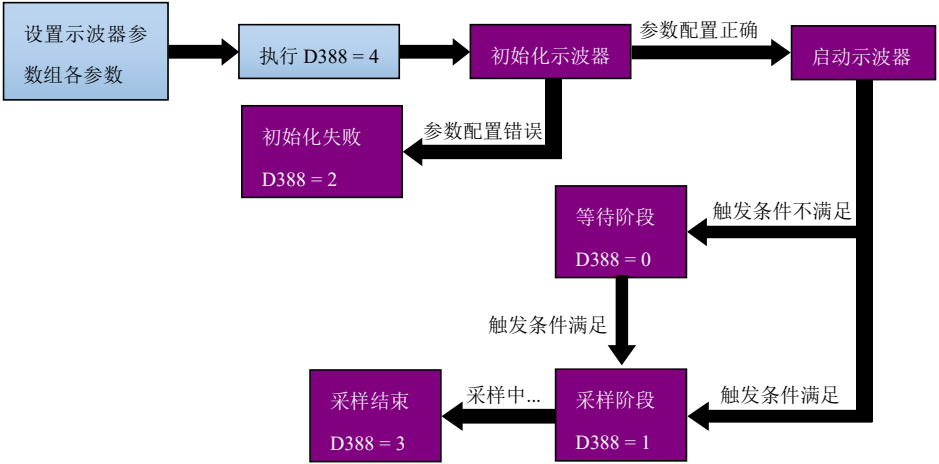 设置示波器参
数组各参数
执行 D388 = 4
初始化示波器
参数配置正确
启动示波器
初始化失败
D388 = 2
参数配置错误
等待阶段
D388 = 0
触发条件不满足
触发条件满足
采样结束
D388 = 3
采样中...
采样阶段
D388 = 1
触发条件满足